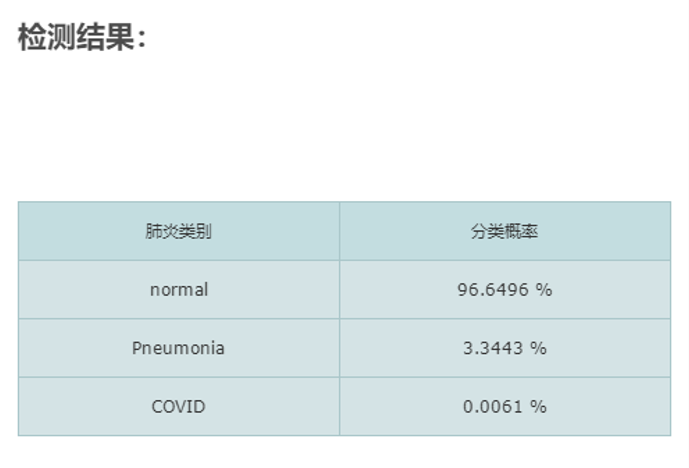 检测结果：
肺炎类别 分类概率
normal 96.6496 %
Pneumonia 3.3443 %
COVID 0.0061 %